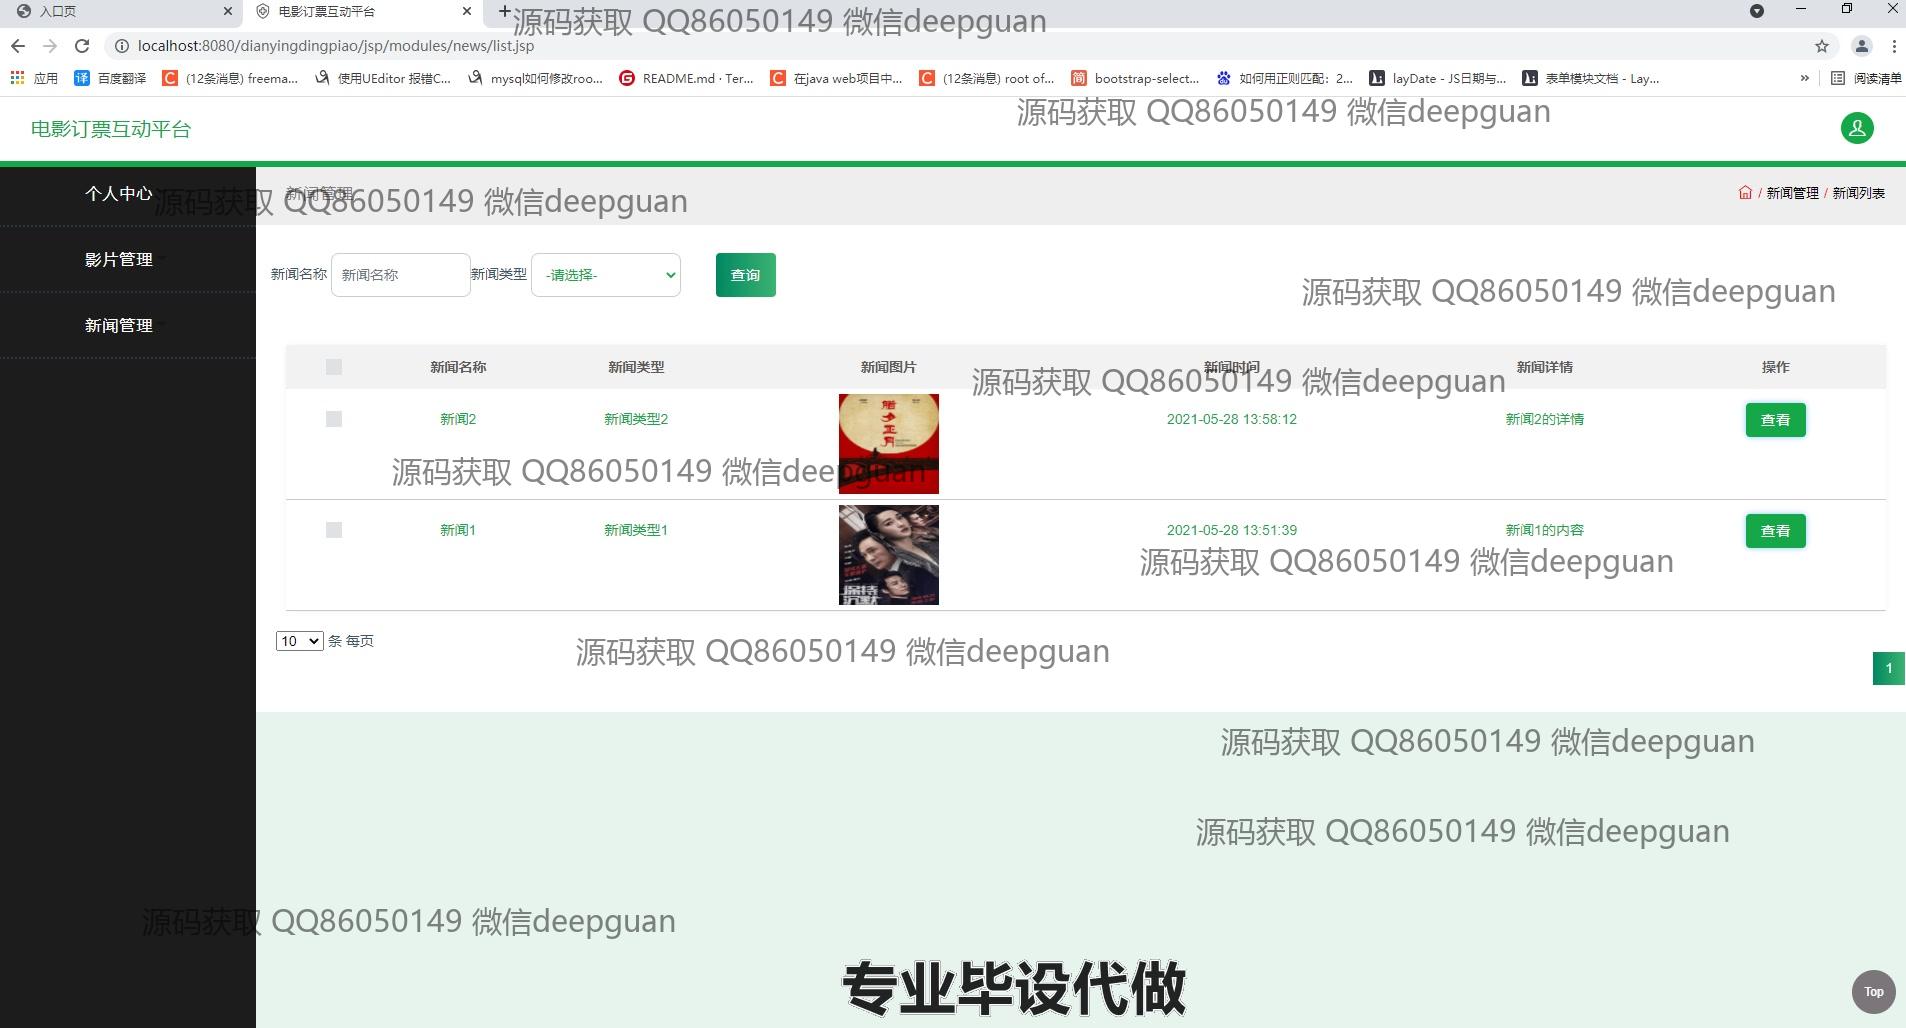 入口页
电影订票互动平台
源码获取 QQ86050149 微信deepguan
localhost:8080/dianyingdingpiao/jsp/modules/news/list.jsp
应用 百度翻译 (12条消息) freema... 使用UEditor 报错C... mysql如何修改roo... README.md · Ter... 在java web项目中... (12条消息) root of... bootstrap-select... 如何用正则匹配：2... layDate - JS日期与... 表单模块文档 - Lay... » 阅读清单
源码获取 QQ86050149 微信deepguan
电影订票互动平台
个人中心
新闻管理
/ 新闻管理 / 新闻列表
源码获取 QQ86050149 微信deepguan
影片管理
新闻名称 新闻名称 新闻类型 -请选择- 查询
源码获取 QQ86050149 微信deepguan
新闻管理
新闻名称 新闻类型 新闻图片 新闻时间 新闻详情 操作
源码获取 QQ86050149 微信deepguan
腊夕正月
新闻2 新闻类型2 2021-05-28 13:58:12 新闻2的详情 查看
源码获取 QQ86050149 微信deepguan
新闻1 新闻类型1 2021-05-28 13:51:39 新闻1的内容 查看
源码获取 QQ86050149 微信deepguan
保持
沉默
10 条 每页
源码获取 QQ86050149 微信deepguan
1
源码获取 QQ86050149 微信deepguan
源码获取 QQ86050149 微信deepguan
源码获取 QQ86050149 微信deepguan
专业毕设代做
Top